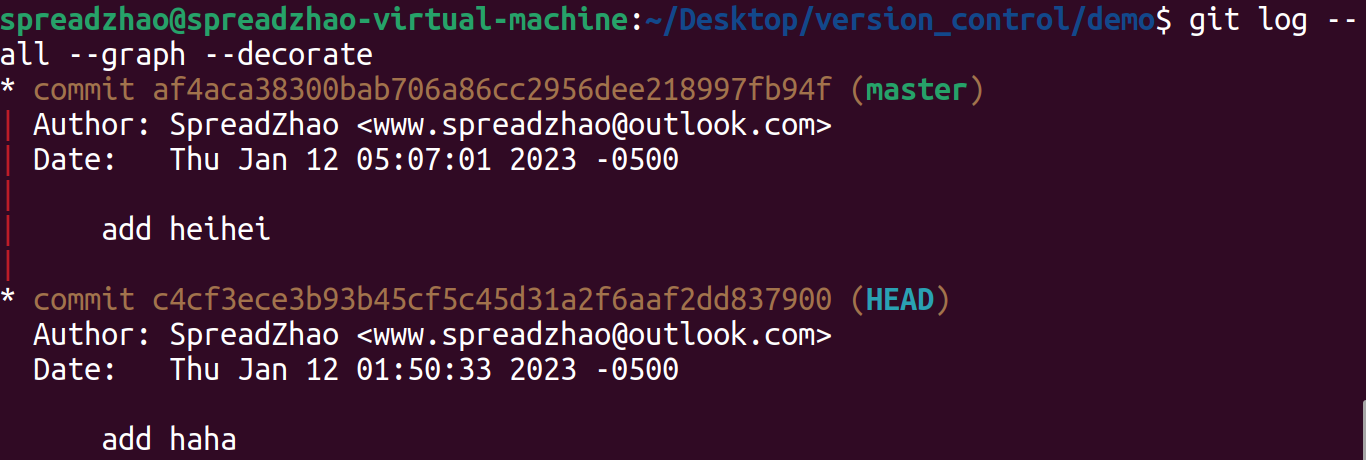 spreadzhao@spreadzhao-virtual-machine:~/Desktop/version_control/demo$ git log --
all --graph --decorate
* commit af4aca38300bab706a86cc2956dee218997fb94f (master)
| Author: SpreadZhao <www.spreadzhao@outlook.com>
| Date:   Thu Jan 12 05:07:01 2023 -0500
|
|     add heihei
|
* commit c4cf3ece3b93b45cf5c45d31a2f6aaf2dd837900 (HEAD)
  Author: SpreadZhao <www.spreadzhao@outlook.com>
  Date:   Thu Jan 12 01:50:33 2023 -0500
      add haha